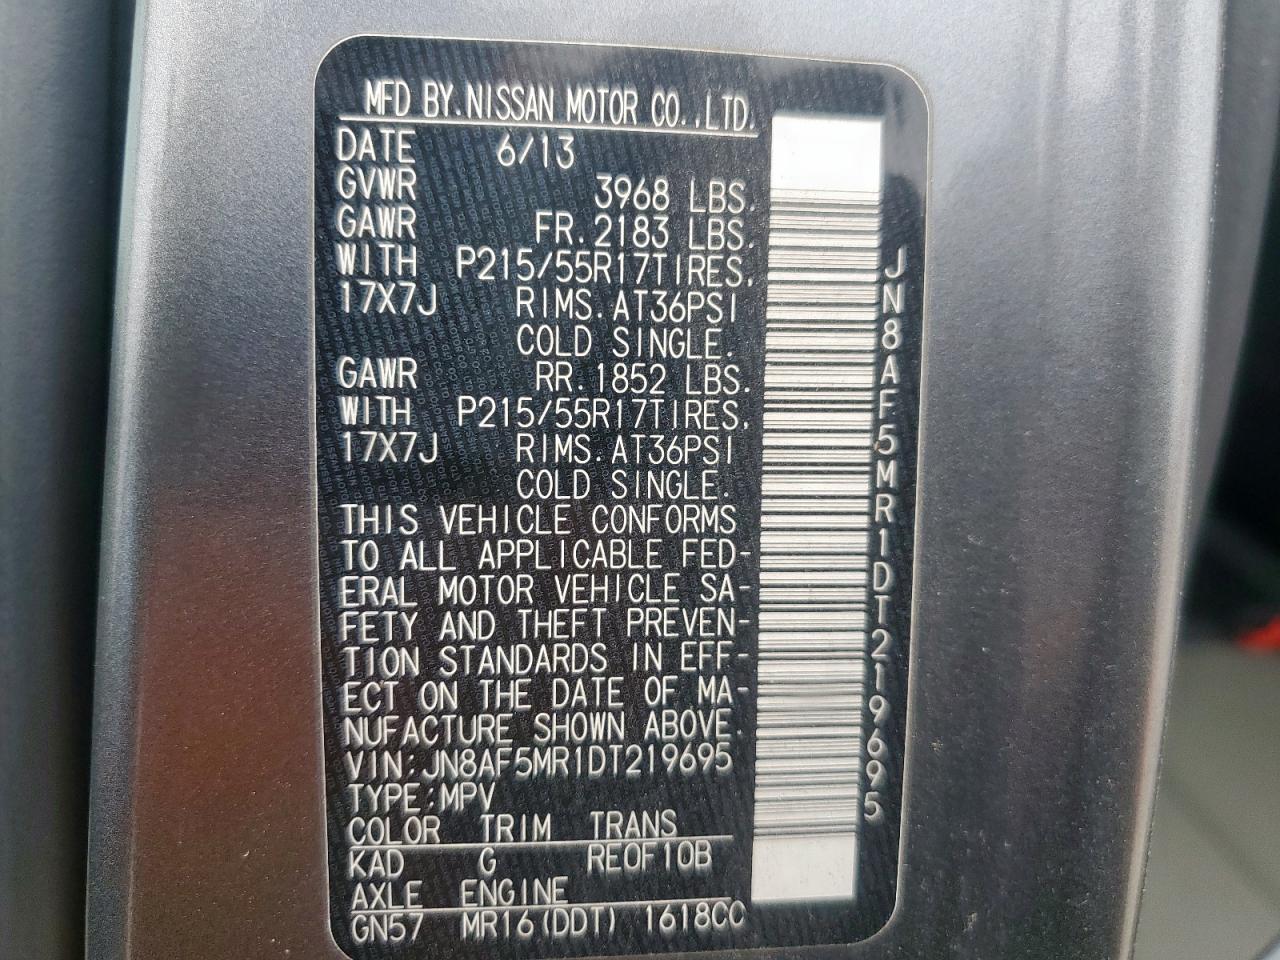 MFD BY.NISSAN MOTOR CO.,LTD.
DATE 6/13
GVWR 3968 LBS.
GAWR FR.2183 LBS.
WITH P215/55R17TIRES,
17X7J RIMS.AT36PSI
COLD SINGLE.
GAWR RR.1852 LBS.
WITH P215/55R17TIRES,
17X7J RIMS.AT36PSI
COLD SINGLE.
THIS VEHICLE CONFORMS
TO ALL APPLICABLE FED-
ERAL MOTOR VEHICLE SA-
FETY AND THEFT PREVEN-
TION STANDARDS IN EFF-
ECT ON THE DATE OF MA-
NUFACTURE SHOWN ABOVE.
VIN:JN8AF5MR1DT219695
TYPE:MPV
COLOR TRIM TRANS
KAD G RE0F10B
AXLE ENGINE
GN57 MR16(DDT) 1618CC
JN8AF5MR1DT219695